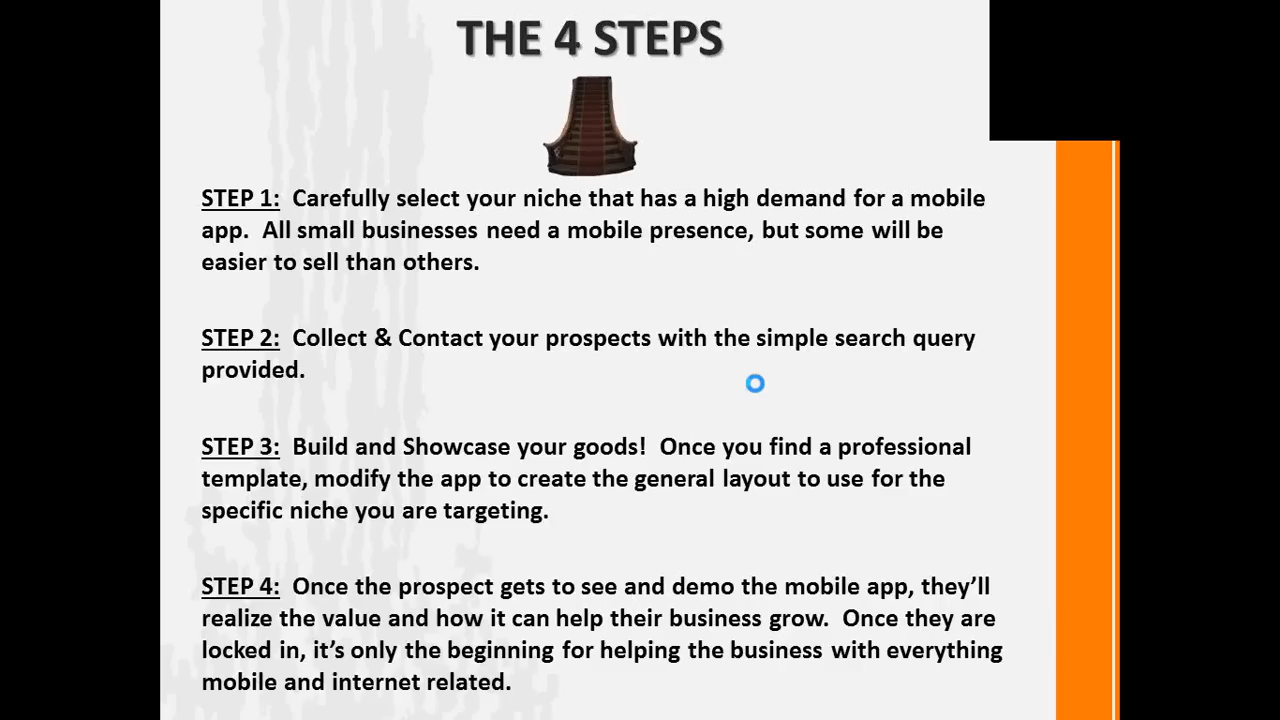 THE 4 STEPS
STEP 1:  Carefully select your niche that has a high demand for a mobile
app.  All small businesses need a mobile presence, but some will be
easier to sell than others.
STEP 2:  Collect & Contact your prospects with the simple search query
provided.
STEP 3:  Build and Showcase your goods!  Once you find a professional
template, modify the app to create the general layout to use for the
specific niche you are targeting.
STEP 4:  Once the prospect gets to see and demo the mobile app, they’ll
realize the value and how it can help their business grow.  Once they are
locked in, it’s only the beginning for helping the business with everything
mobile and internet related.